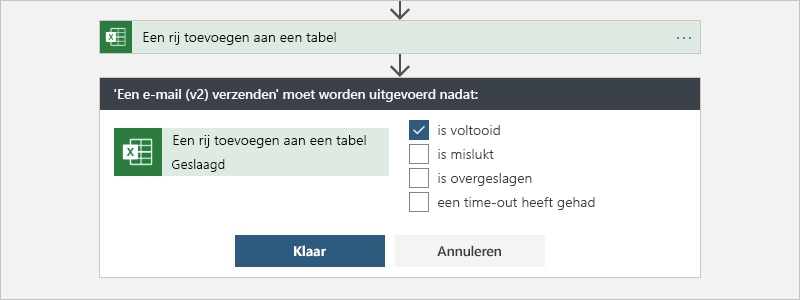 Een rij toevoegen aan een tabel
'Een e-mail (v2) verzenden' moet worden uitgevoerd nadat:
Een rij toevoegen aan een tabel
Geslaagd
is voltooid
is mislukt
is overgeslagen
een time-out heeft gehad
Klaar
Annuleren